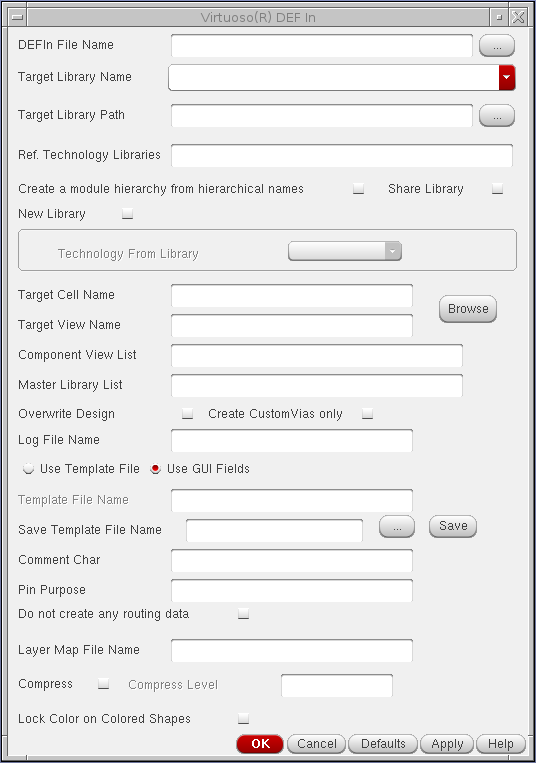 Virtuoso(R) DEF In
DEFIn File Name ...
Target Library Name
Target Library Path ...
Ref. Technology Libraries
Create a module hierarchy from hierarchical names Share Library
New Library
Technology From Library
Target Cell Name
Browse
Target View Name
Component View List
Master Library List
Overwrite Design Create CustomVias only
Log File Name
Use Template File Use GUI Fields
Template File Name
Save Template File Name ... Save
Comment Char
Pin Purpose
Do not create any routing data
Layer Map File Name
Compress Compress Level
Lock Color on Colored Shapes
OK Cancel Defaults Apply Help